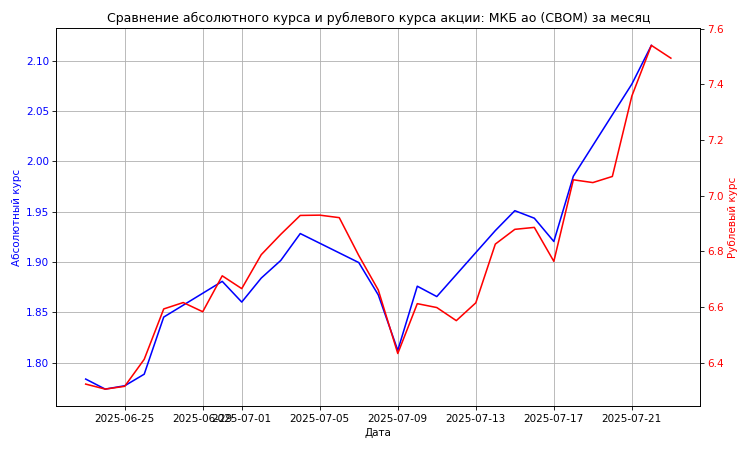 Сравнение абсолютного курса и рублевого курса акции: МКБ ао (CBOM) за месяц
7.6
2.10
7.4
2.05
7.2
2.00
7.0
1.95
Абсолютный курс
Рублевый курс
6.8
1.90
1.85
6.6
1.80
6.4
2025-06-25 2025-06-29 2025-07-01 2025-07-05 2025-07-09 2025-07-13 2025-07-17 2025-07-21
Дата